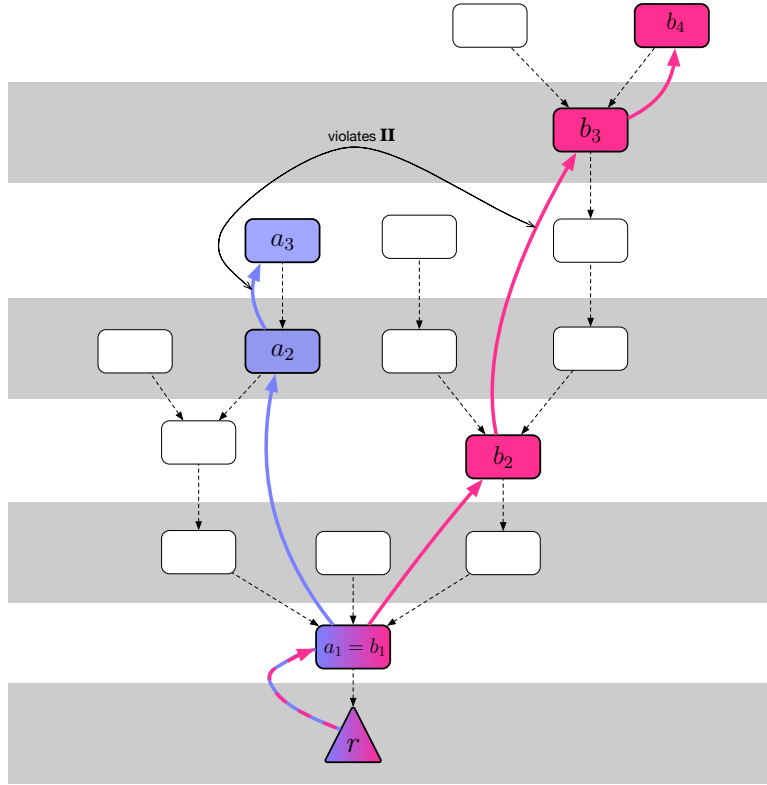 b₄
b₃
violates II
a₃
a₂
b₂
a₁ = b₁
r